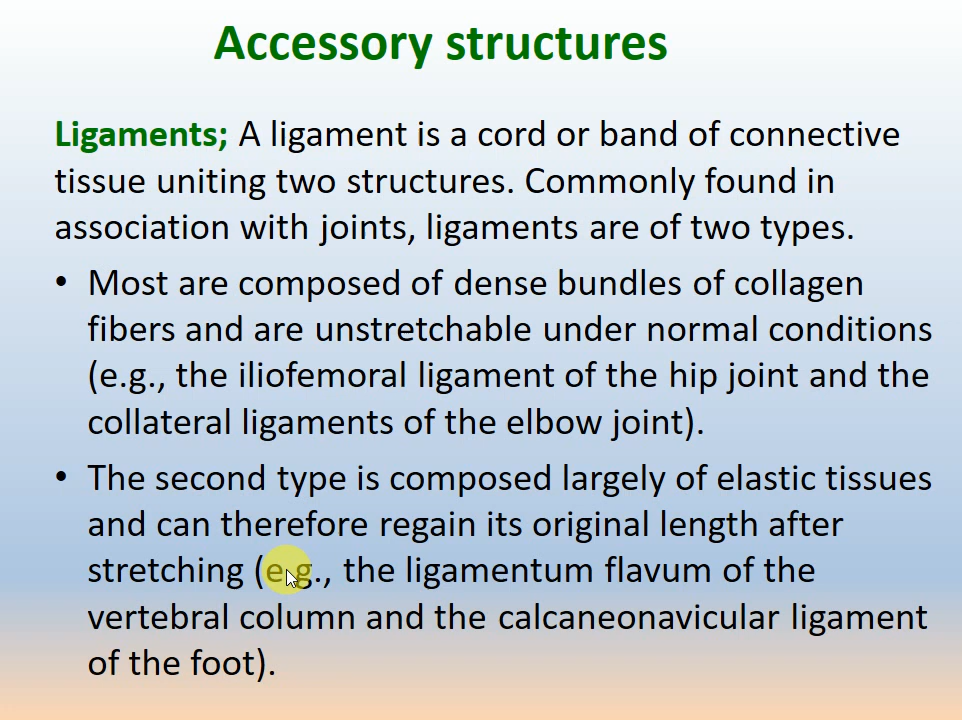 Accessory structures
Ligaments; A ligament is a cord or band of connective
tissue uniting two structures. Commonly found in
association with joints, ligaments are of two types.
• Most are composed of dense bundles of collagen
fibers and are unstretchable under normal conditions
(e.g., the iliofemoral ligament of the hip joint and the
collateral ligaments of the elbow joint).
• The second type is composed largely of elastic tissues
and can therefore regain its original length after
stretching (e.g., the ligamentum flavum of the
vertebral column and the calcaneonavicular ligament
of the foot).